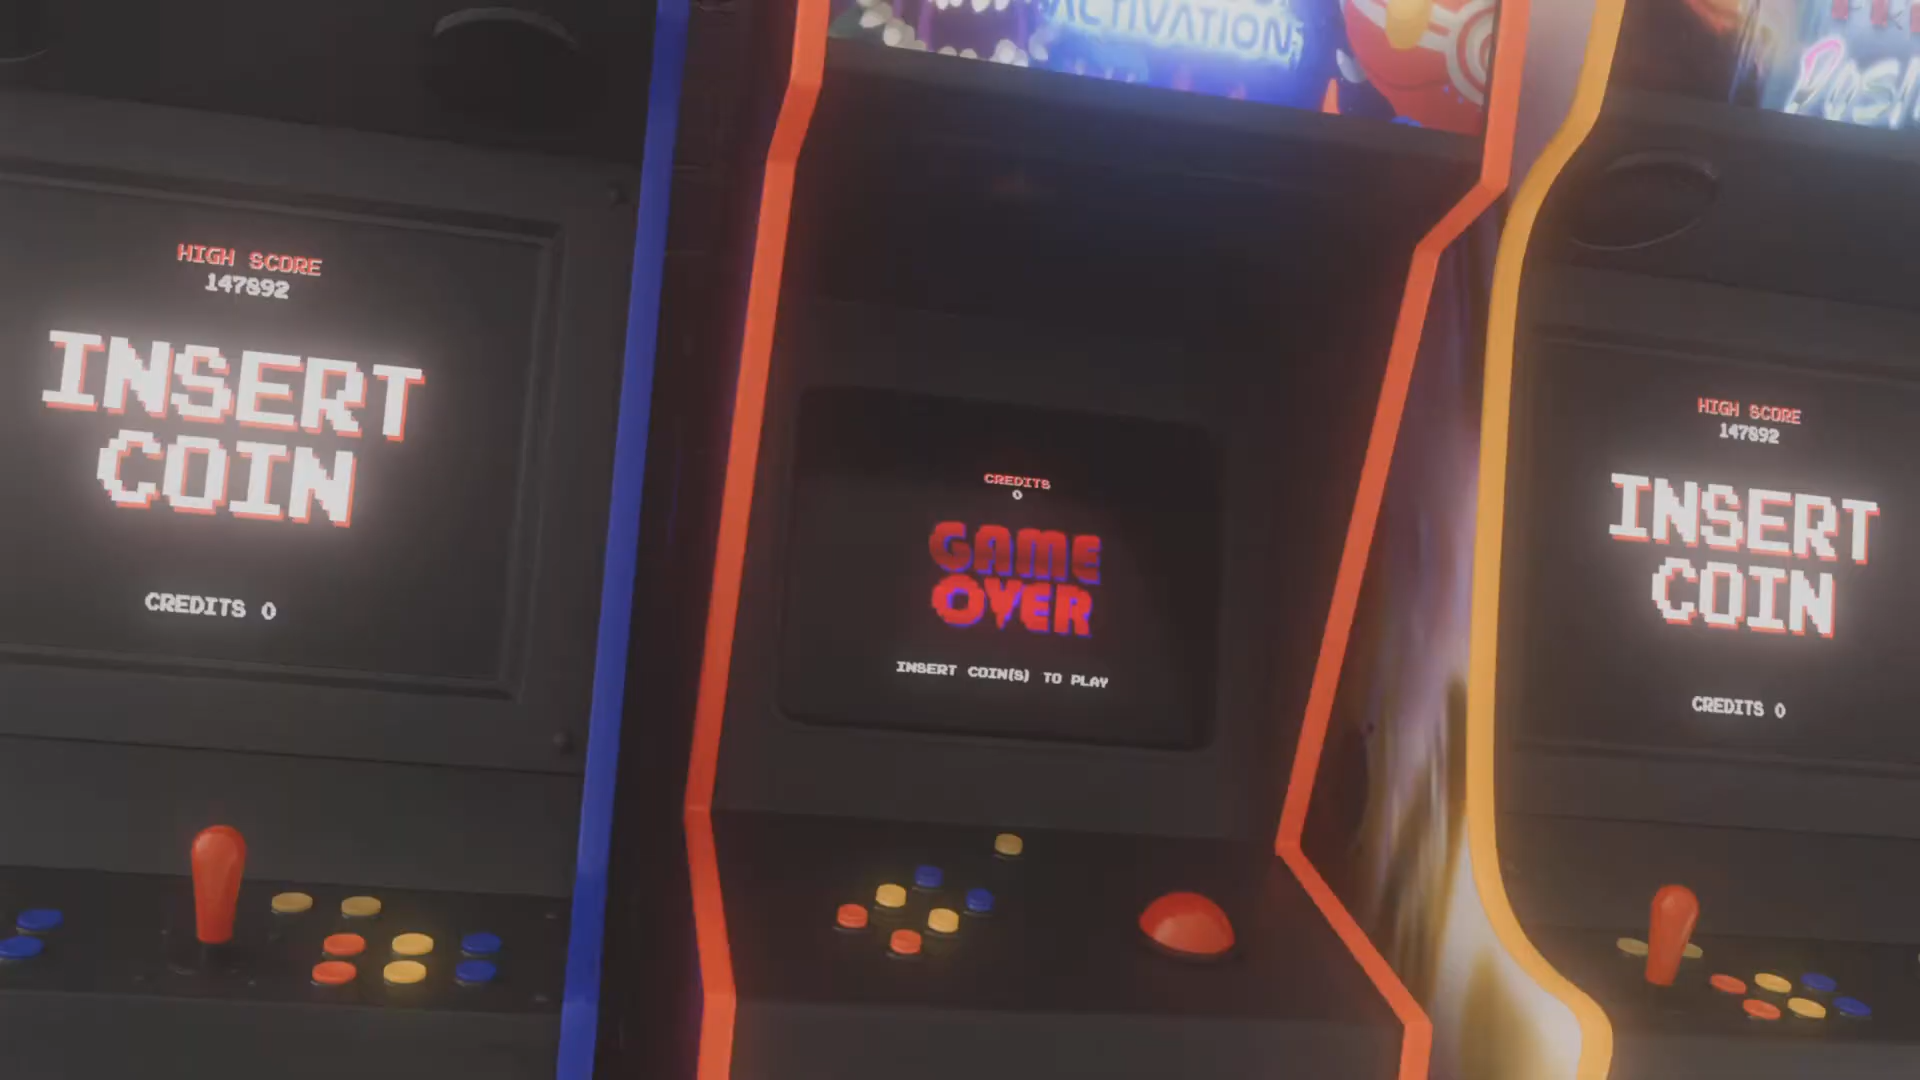 ACTIVATION
HIGH SCORE
147892
INSERT
COIN
CREDITS 0
CREDITS
0
GAME
OVER
INSERT COIN(S) TO PLAY
HIGH SCORE
147892
INSERT
COIN
CREDITS 0